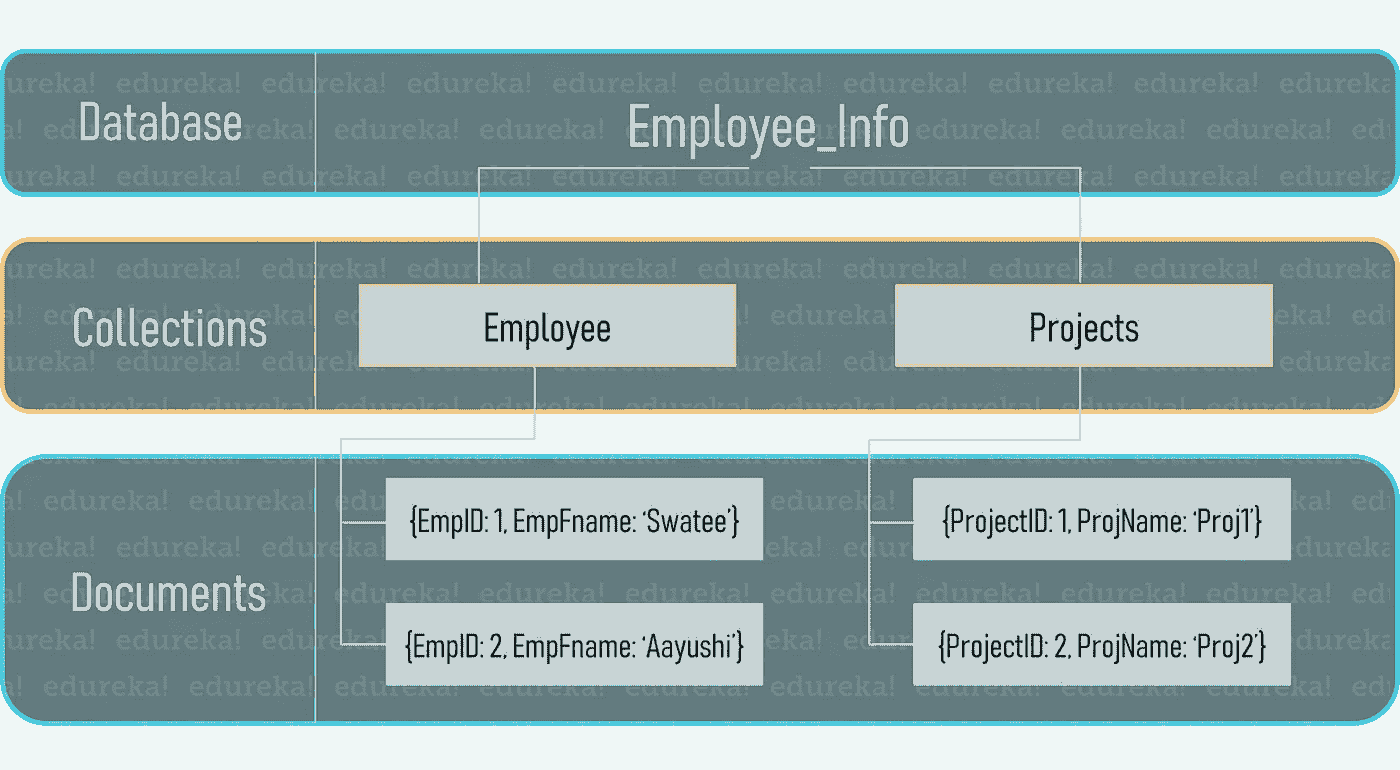 Database
Employee_Info
Collections
Employee
Projects
Documents
{EmpID: 1, EmpFname: ‘Swatee’}
{ProjectID: 1, ProjName: ‘Proj1’}
{EmpID: 2, EmpFname: ‘Aayushi’}
{ProjectID: 2, ProjName: ‘Proj2’}
edureka!